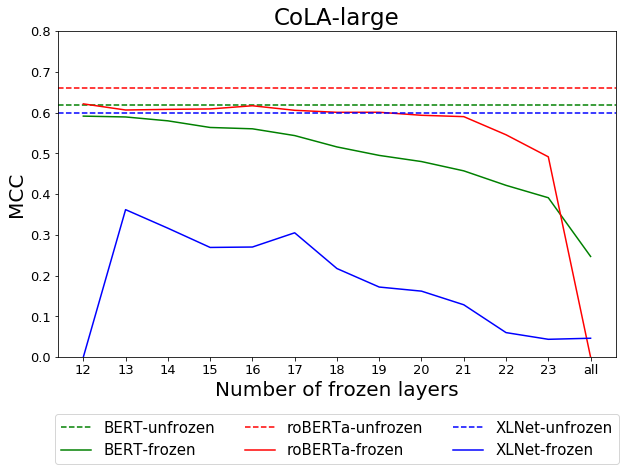 CoLA-large
0.8
0.7
0.6
0.5
0.4
0.3
0.2
0.1
0.0
MCC
12 13 14 15 16 17 18 19 20 21 22 23 all
Number of frozen layers
BERT-unfrozen roBERTa-unfrozen XLNet-unfrozen
BERT-frozen roBERTa-frozen XLNet-frozen